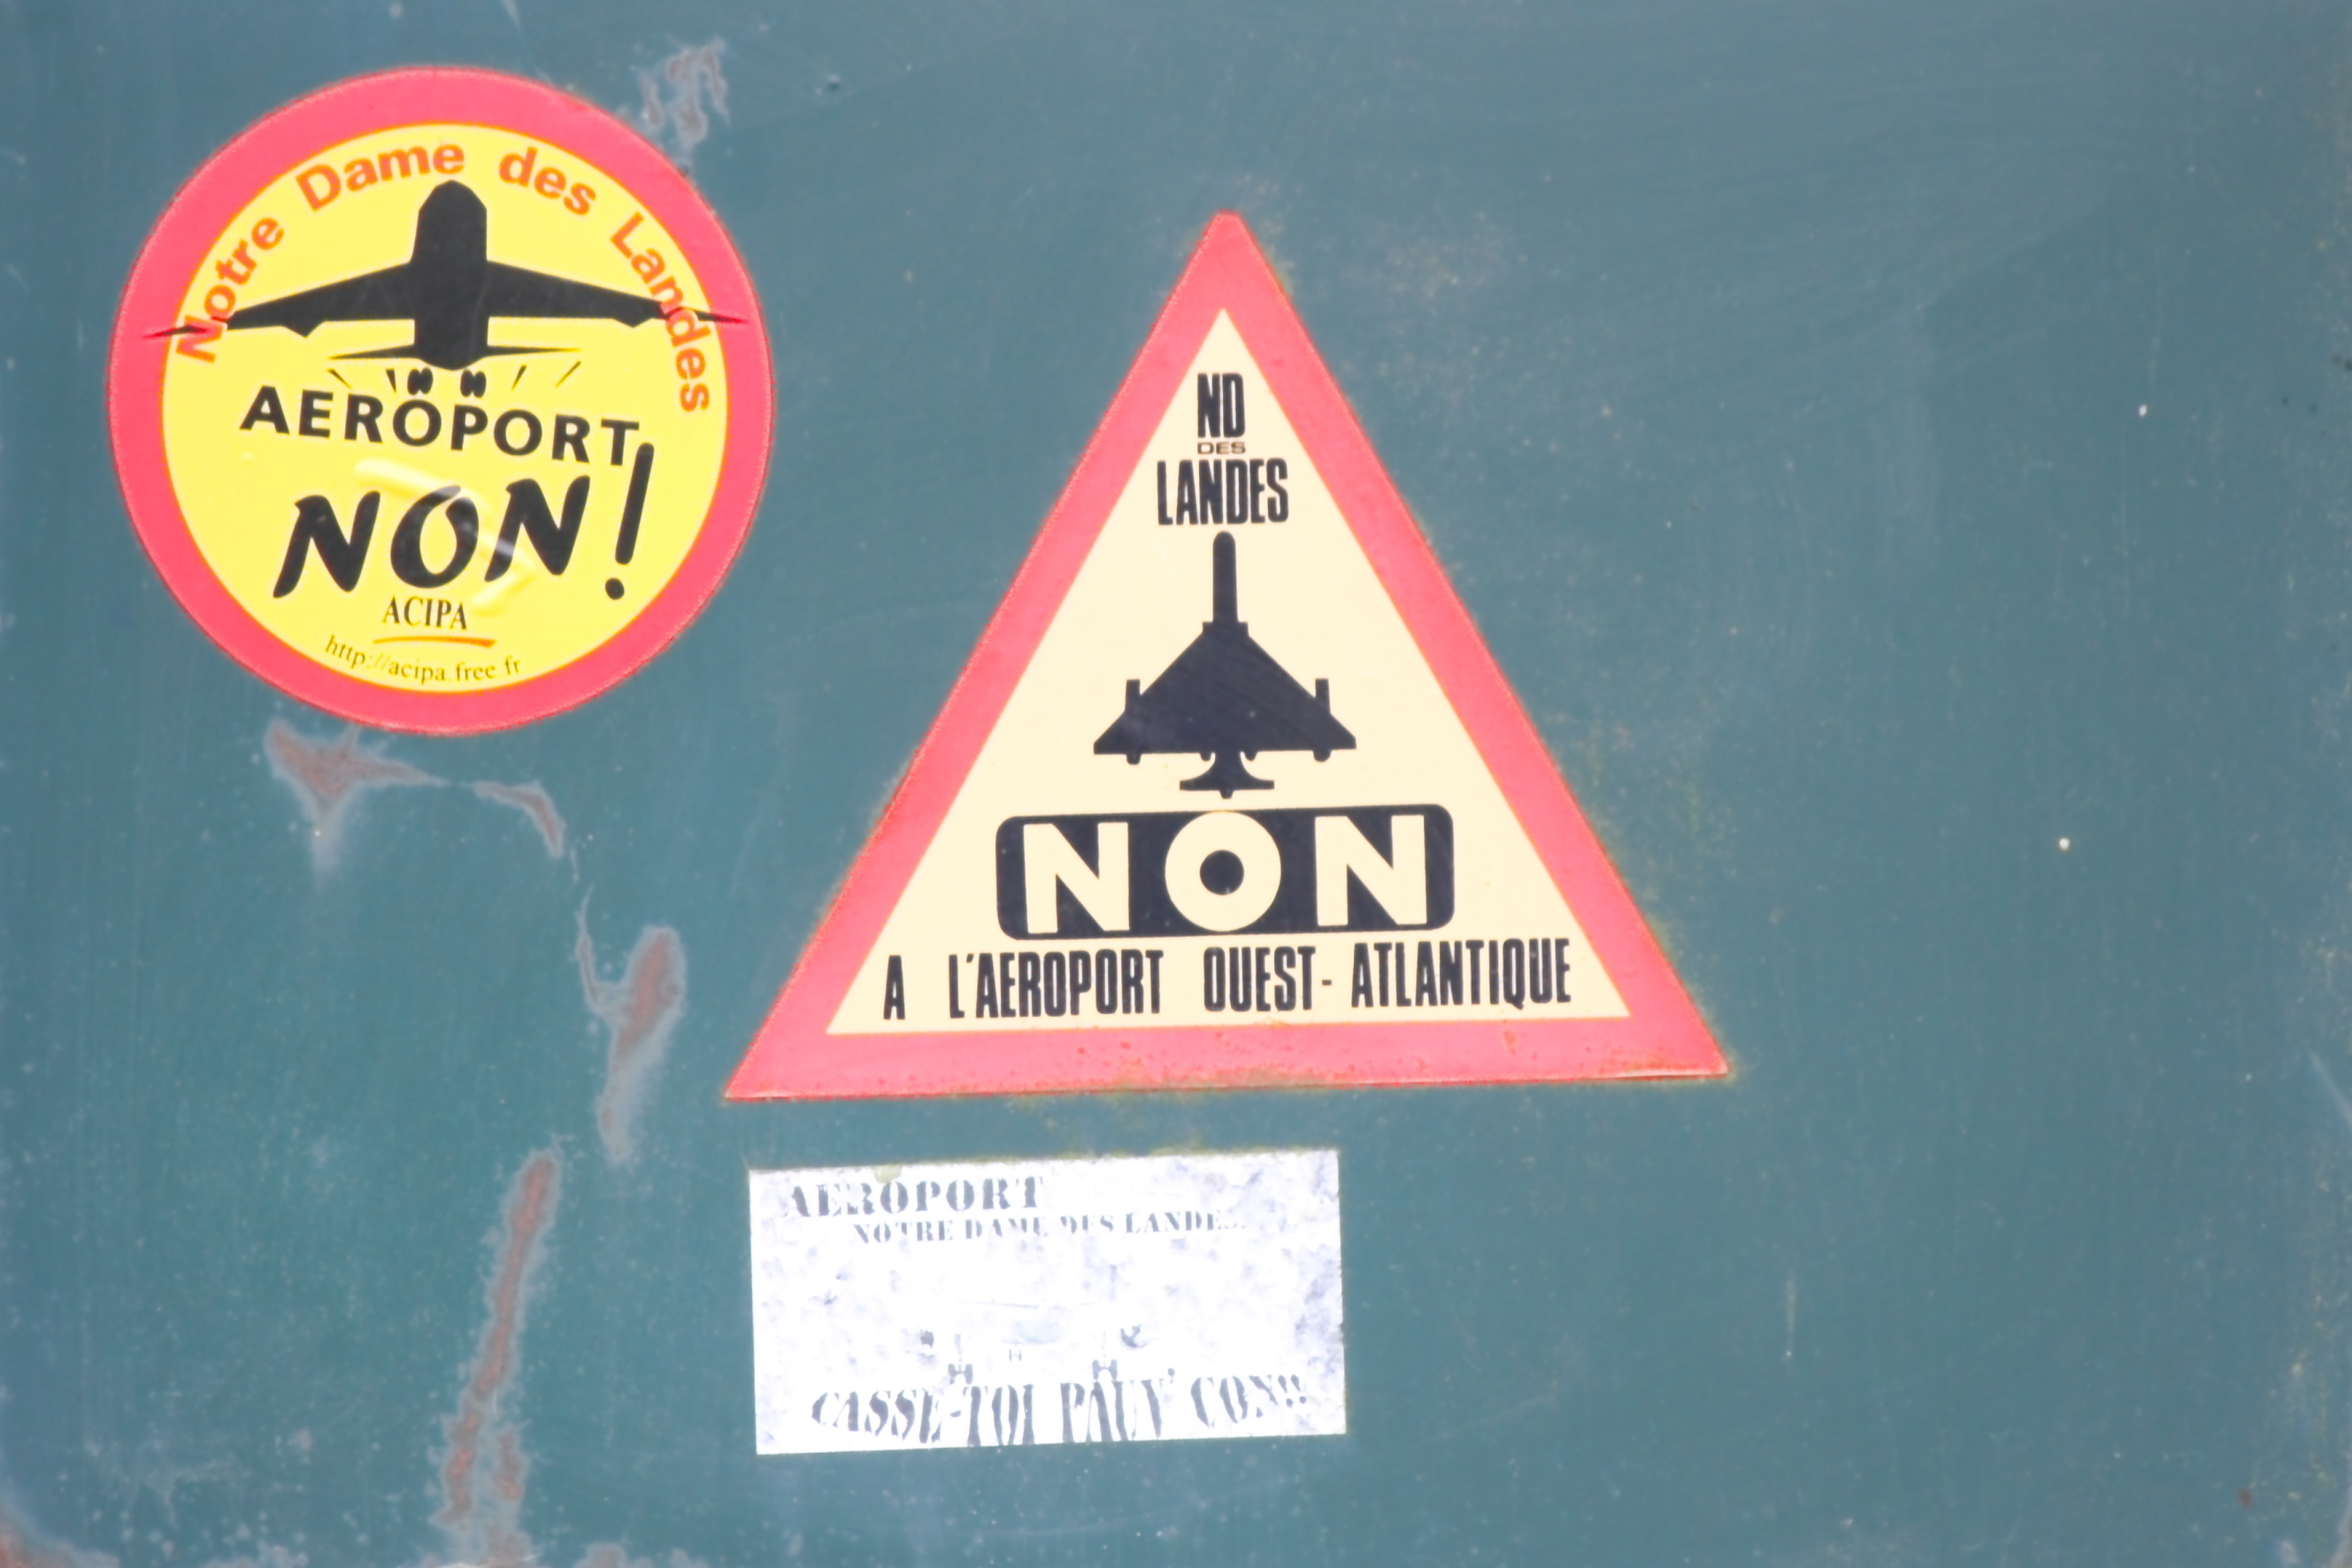 Notre Dame des Landes
AEROPORT
NON!
ACIPA
http://acipa.free.fr
ND
DES
LANDES
NON
A L'AEROPORT OUEST-ATLANTIQUE
AEROPORT
NOTRE DAME DES LANDES
CASSE-TOI PAUV' CON!!